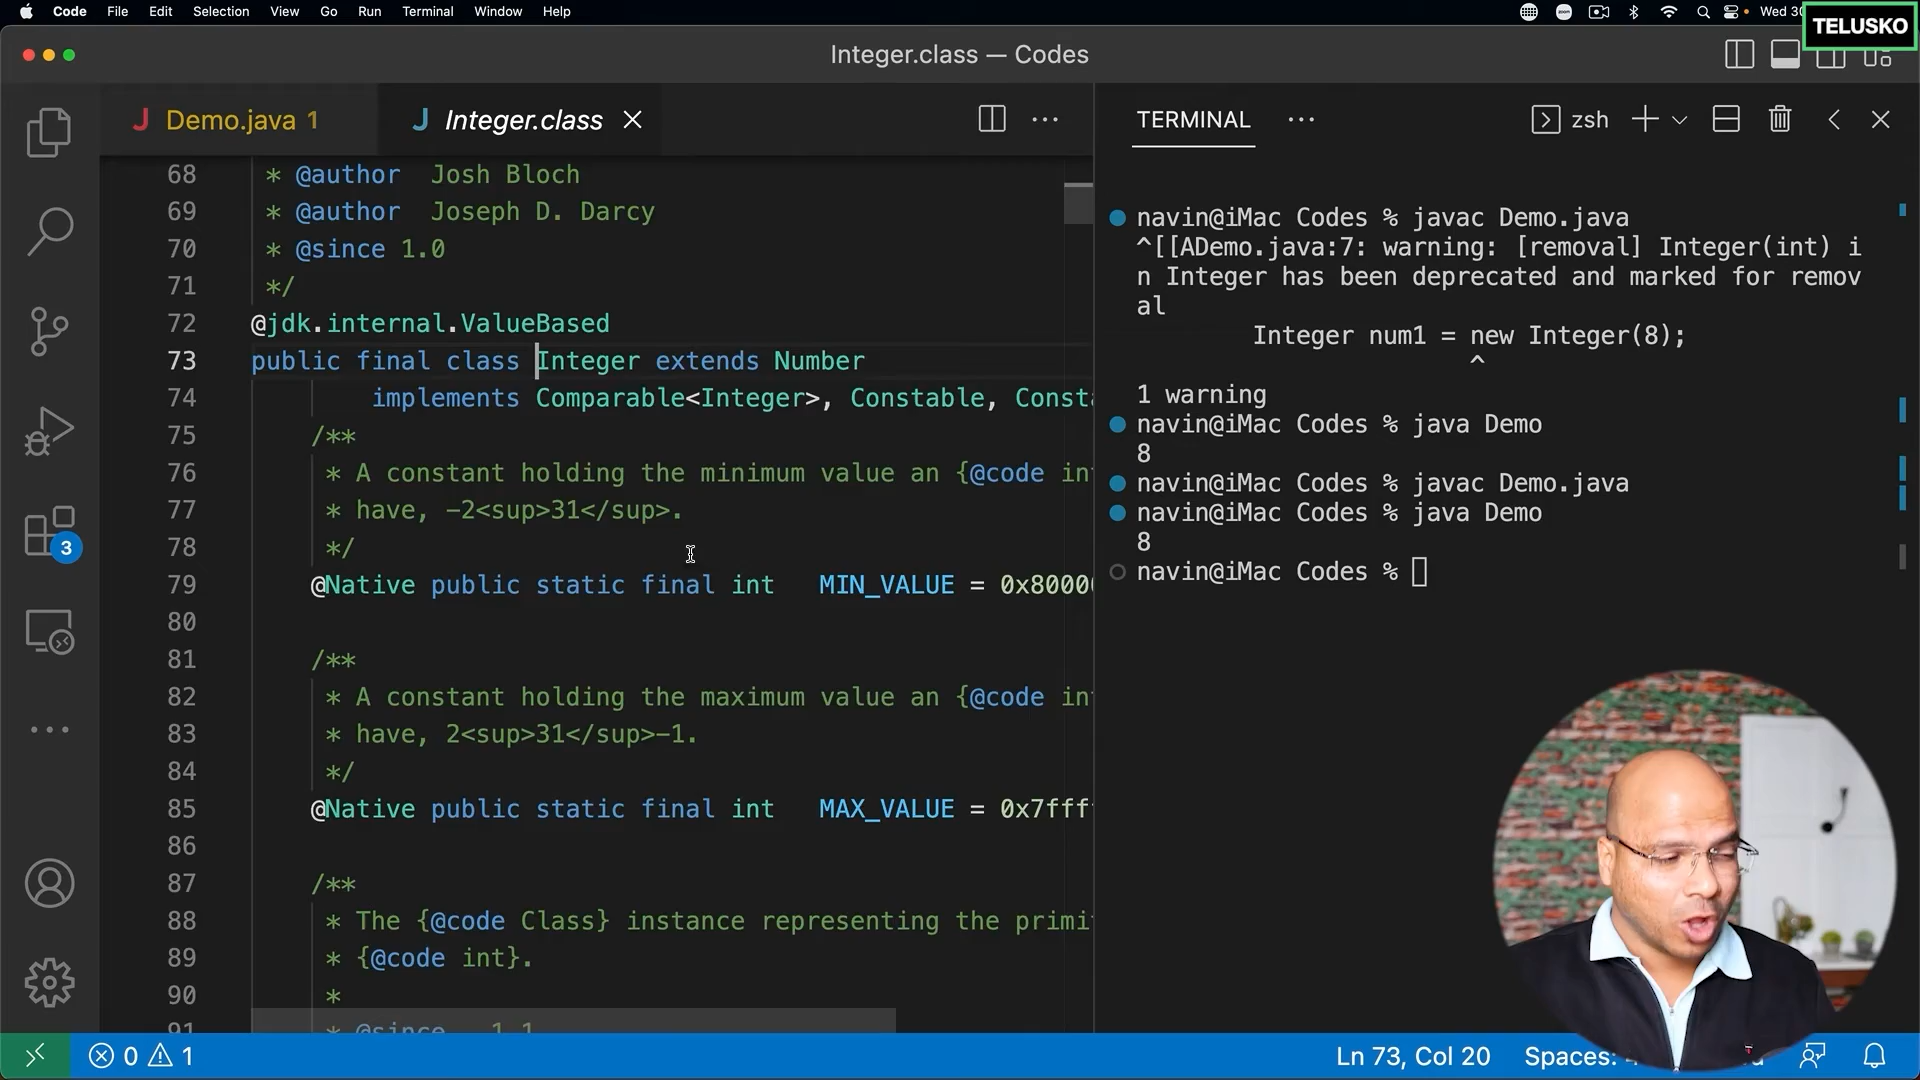 Code File Edit Selection View Go Run Terminal Window Help
zoom
Wed 30
TELUSKO
Integer.class — Codes
Demo.java 1
Integer.class
TERMINAL
zsh
68 * @author Josh Bloch
69 * @author Joseph D. Darcy
70 * @since 1.0
71 */
72 @jdk.internal.ValueBased
73 public final class Integer extends Number
74 implements Comparable<Integer>, Constable, Consta
75 /**
76 * A constant holding the minimum value an {@code int
77 * have, -2<sup>31</sup>.
78 */
79 @Native public static final int MIN_VALUE = 0x80000
80
81 /**
82 * A constant holding the maximum value an {@code int
83 * have, 2<sup>31</sup>-1.
84 */
85 @Native public static final int MAX_VALUE = 0x7fff
86
87 /**
88 * The {@code Class} instance representing the primi
89 * {@code int}.
90 *
91 * @since 1.1
navin@iMac Codes % javac Demo.java
^[[ADemo.java:7: warning: [removal] Integer(int) i
n Integer has been deprecated and marked for remov
al
Integer num1 = new Integer(8);
^
1 warning
navin@iMac Codes % java Demo
8
navin@iMac Codes % javac Demo.java
navin@iMac Codes % java Demo
8
navin@iMac Codes %
3
0 1
Ln 73, Col 20
Spaces: